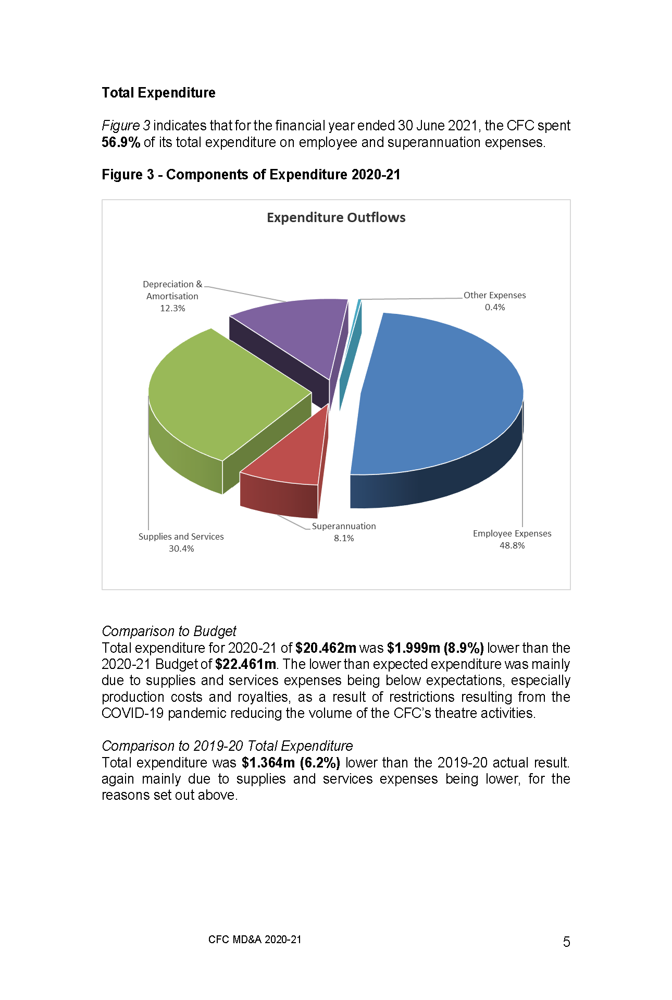 Total Expenditure
Figure 3 indicates that for the financial year ended 30 June 2021, the CFC spent
56.9% of its total expenditure on employee and superannuation expenses.
Figure 3 - Components of Expenditure 2020-21
Expenditure Outflows
Depreciation &
Amortisation
12.3%
Other Expenses
0.4%
Superannuation
8.1%
Supplies and Services
30.4%
Employee Expenses
48.8%
Comparison to Budget
Total expenditure for 2020-21 of $20.462m was $1.999m (8.9%) lower than the
2020-21 Budget of $22.461m. The lower than expected expenditure was mainly
due to supplies and services expenses being below expectations, especially
production costs and royalties, as a result of restrictions resulting from the
COVID-19 pandemic reducing the volume of the CFC’s theatre activities.
Comparison to 2019-20 Total Expenditure
Total expenditure was $1.364m (6.2%) lower than the 2019-20 actual result.
again mainly due to supplies and services expenses being lower, for the
reasons set out above.
CFC MD&A 2020-21
5